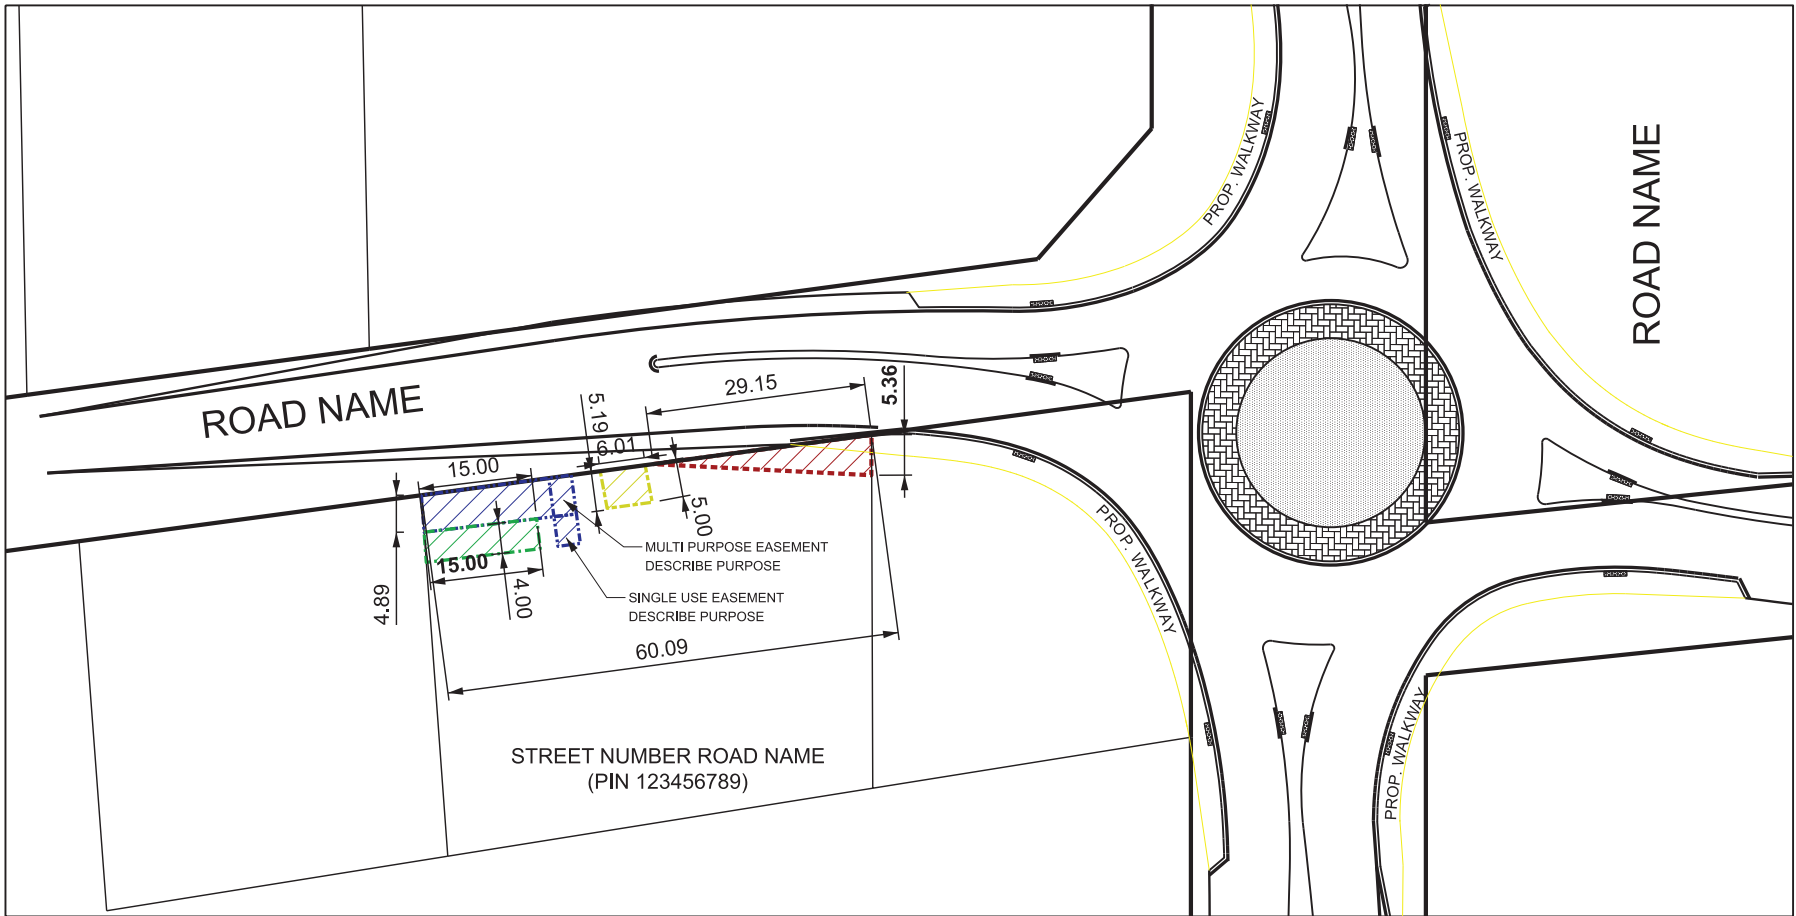 PROP. WALKWAY
PROP. WALKWAY
ROAD NAME
ROAD NAME
29.15
5.36
5.19
6.01
15.00
5.00
MULTI PURPOSE EASEMENT
DESCRIBE PURPOSE
15.00
4.00
4.89
SINGLE USE EASEMENT
DESCRIBE PURPOSE
60.09
PROP. WALKWAY
STREET NUMBER ROAD NAME
(PIN 123456789)
PROP. WALKWAY